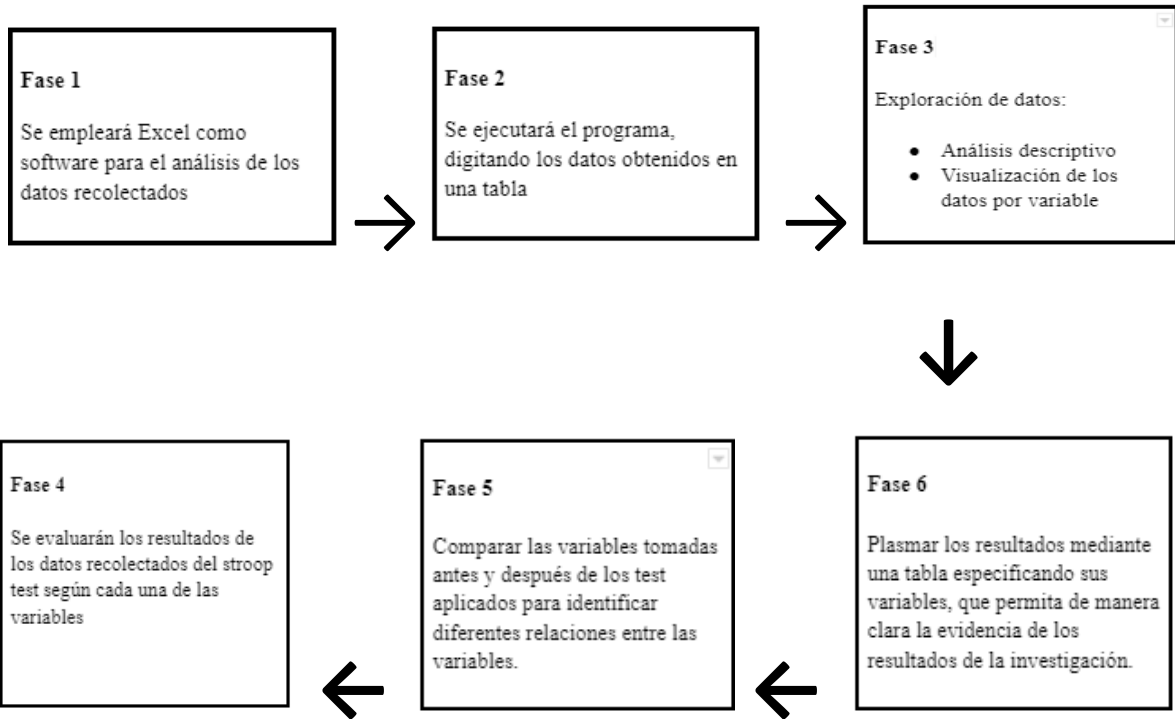 Fase 1
Se empleará Excel como
software para el análisis de los
datos recolectados
Fase 2
Se ejecutará el programa,
digitando los datos obtenidos en
una tabla
Fase 3
Exploración de datos:
● Análisis descriptivo
● Visualización de los
datos por variable
Fase 4
Se evaluarán los resultados de
los datos recolectados del stroop
test según cada una de las
variables
Fase 5
Comparar las variables tomadas
antes y después de los test
aplicados para identificar
diferentes relaciones entre las
variables.
Fase 6
Plasmar los resultados mediante
una tabla especificando sus
variables, que permita de manera
clara la evidencia de los
resultados de la investigación.